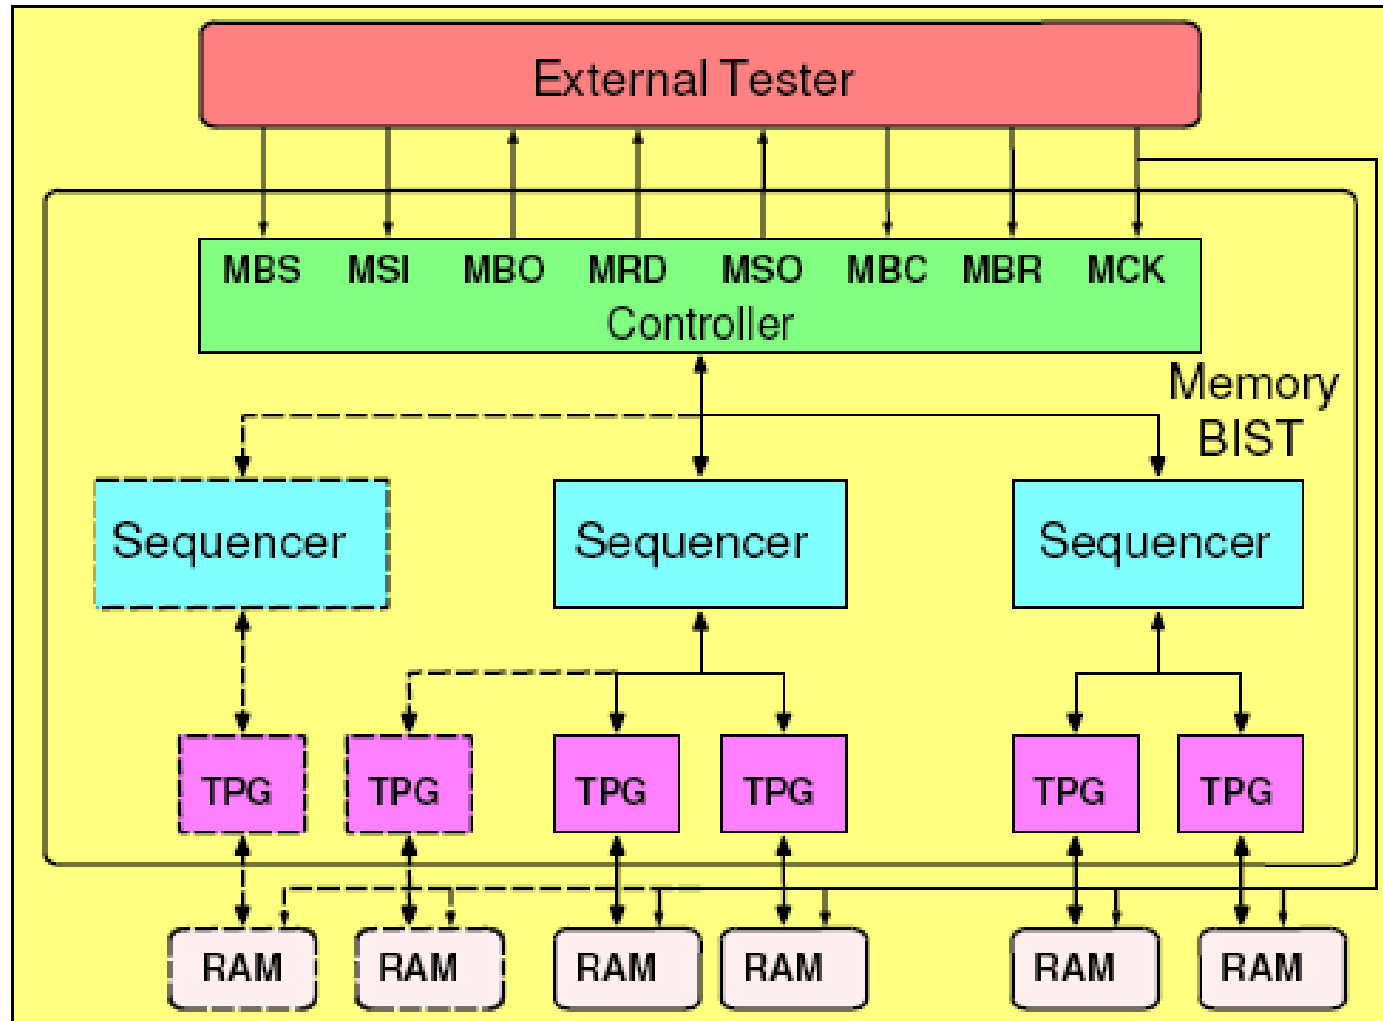 External Tester
MBS MSI MBO MRD MSO MBC MBR MCK
Controller
Memory
BIST
Sequencer Sequencer Sequencer
TPG TPG TPG TPG TPG TPG
RAM RAM RAM RAM RAM RAM